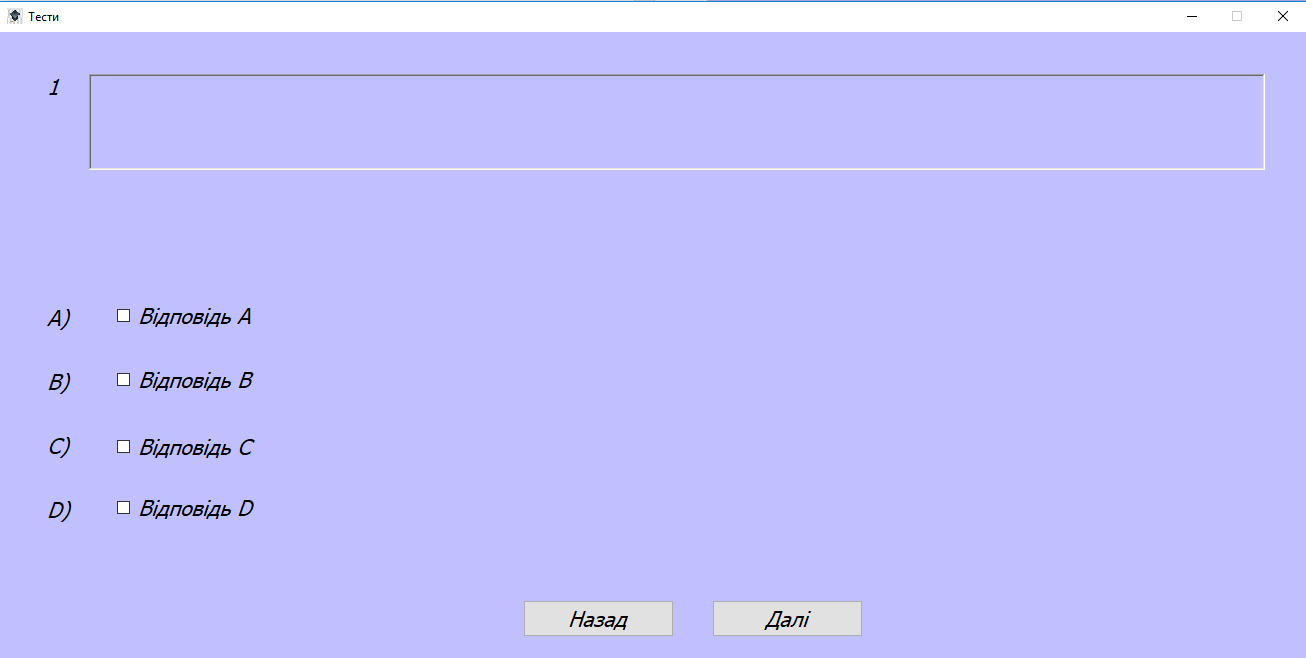 Тести
1
A) Відповідь A
B) Відповідь B
C) Відповідь C
D) Відповідь D
Назад Далі